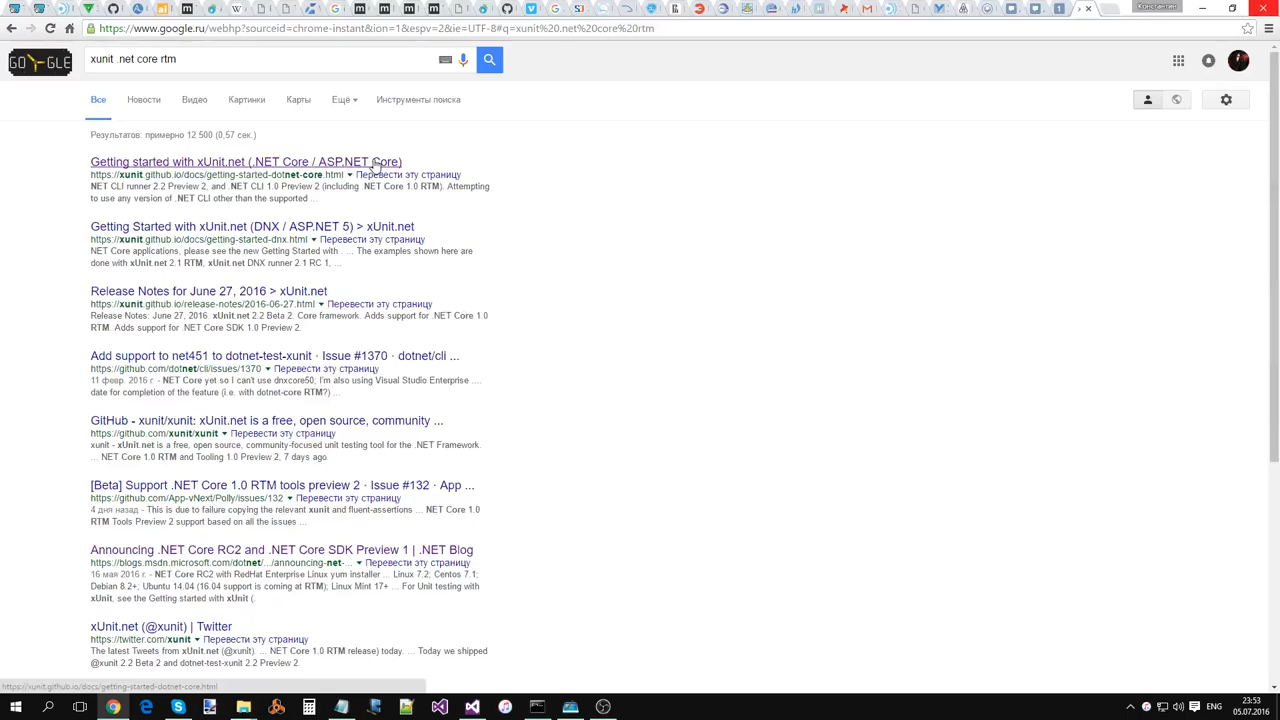 Константин
https://www.google.ru/webhp?sourceid=chrome-instant&ion=1&espv=2&ie=UTF-8#q=xunit%20.net%20core%20rtm
GO Y GLE
xunit .net core rtm
Все Новости Видео Картинки Карты Ещё Инструменты поиска
Результатов: примерно 12 500 (0,57 сек.)
Getting started with xUnit.net (.NET Core / ASP.NET Core)
https://xunit.github.io/docs/getting-started-dotnet-core.html Перевести эту страницу
NET CLI runner 2.2 Preview 2, and .NET CLI 1.0 Preview 2 (including .NET Core 1.0 RTM). Attempting
to use any version of .NET CLI other than the supported ...
Getting Started with xUnit.net (DNX / ASP.NET 5) > xUnit.net
https://xunit.github.io/docs/getting-started-dnx.html Перевести эту страницу
NET Core applications, please see the new Getting Started with . ... The examples shown here are
done with xUnit.net 2.1 RTM, xUnit.net DNX runner 2.1 RC 1, ...
Release Notes for June 27, 2016 > xUnit.net
https://xunit.github.io/release-notes/2016-06-27.html Перевести эту страницу
Release Notes: June 27, 2016. xUnit.net 2.2 Beta 2. Core framework. Adds support for .NET Core 1.0
RTM. Adds support for .NET Core SDK 1.0 Preview 2.
Add support to net451 to dotnet-test-xunit · Issue #1370 · dotnet/cli ...
https://github.com/dotnet/cli/issues/1370 Перевести эту страницу
11 февр. 2016 г. - NET Core yet so I can't use dnxcore50; I'm also using Visual Studio Enterprise ....
date for completion of the feature (i.e. with dotnet-core RTM?) ...
GitHub - xunit/xunit: xUnit.net is a free, open source, community ...
https://github.com/xunit/xunit Перевести эту страницу
xunit - xUnit.net is a free, open source, community-focused unit testing tool for the .NET Framework.
... NET Core 1.0 RTM and Tooling 1.0 Preview 2, 7 days ago.
[Beta] Support .NET Core 1.0 RTM tools preview 2 · Issue #132 · App ...
https://github.com/App-vNext/Polly/issues/132 Перевести эту страницу
4 дня назад - This is due to failure copying the relevant xunit and fluent-assertions ... NET Core 1.0
RTM Tools Preview 2 support based on all the issues ...
Announcing .NET Core RC2 and .NET Core SDK Preview 1 | .NET Blog
https://blogs.msdn.microsoft.com/dotnet/.../announcing-net-... Перевести эту страницу
16 мая 2016 г. - NET Core RC2 with RedHat Enterprise Linux yum installer ... Linux 7.2; Centos 7.1;
Debian 8.2+; Ubuntu 14.04 (16.04 support is coming at RTM); Linux Mint 17+ ... For Unit testing with
xUnit, see the Getting started with xUnit (.
xUnit.net (@xunit) | Twitter
https://twitter.com/xunit Перевести эту страницу
The latest Tweets from xUnit.net (@xunit). ... NET Core 1.0 RTM release) today. ... Today we shipped
@xunit 2.2 Beta 2 and dotnet-test-xunit 2.2 Preview 2.
https://xunit.github.io/docs/getting-started-dotnet-core.html
ENG
23:53
05.07.2016